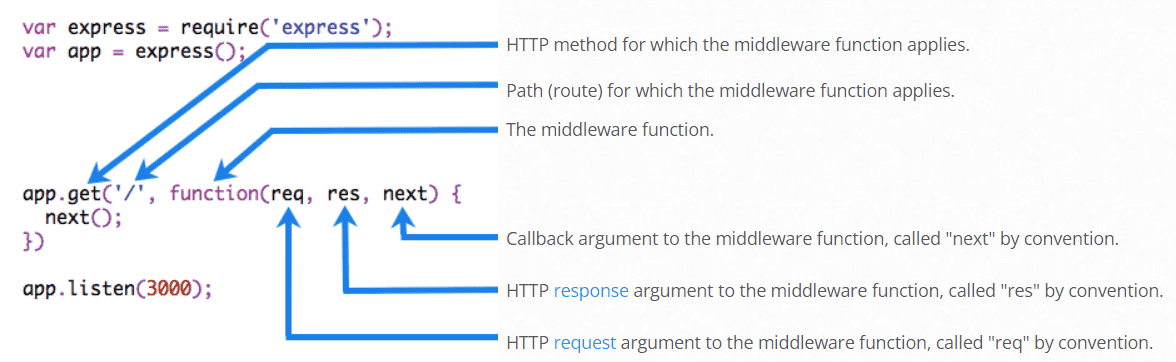 var express = require('express');
var app = express();
HTTP method for which the middleware function applies.
Path (route) for which the middleware function applies.
The middleware function.
app.get('/', function(req, res, next) {
  next();
})
Callback argument to the middleware function, called "next" by convention.
app.listen(3000);
HTTP response argument to the middleware function, called "res" by convention.
HTTP request argument to the middleware function, called "req" by convention.